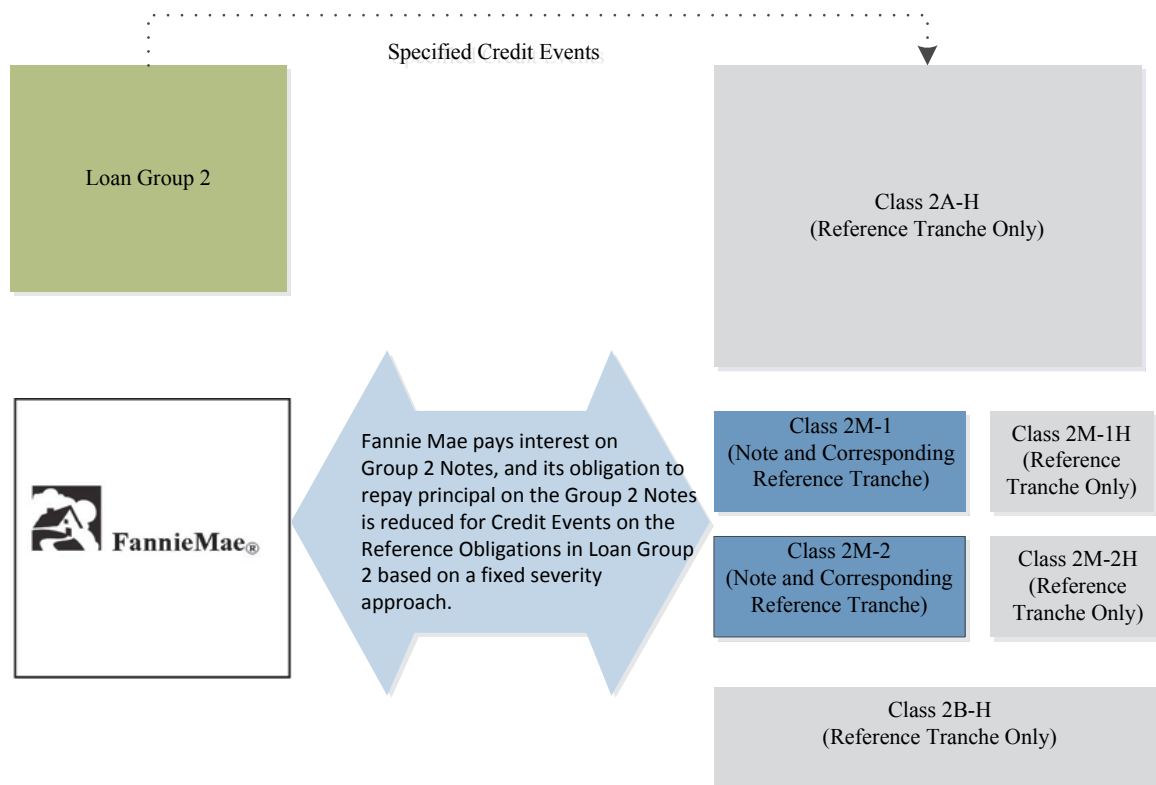 Specified Credit Events
Loan Group 2
Class 2A-H
(Reference Tranche Only)
FannieMae®
Fannie Mae pays interest on
Group 2 Notes, and its obligation to
repay principal on the Group 2 Notes
is reduced for Credit Events on the
Reference Obligations in Loan Group
2 based on a fixed severity
approach.
Class 2M-1
(Note and Corresponding
Reference Tranche)
Class 2M-1H
(Reference
Tranche Only)
Class 2M-2
(Note and Corresponding
Reference Tranche)
Class 2M-2H
(Reference
Tranche Only)
Class 2B-H
(Reference Tranche Only)